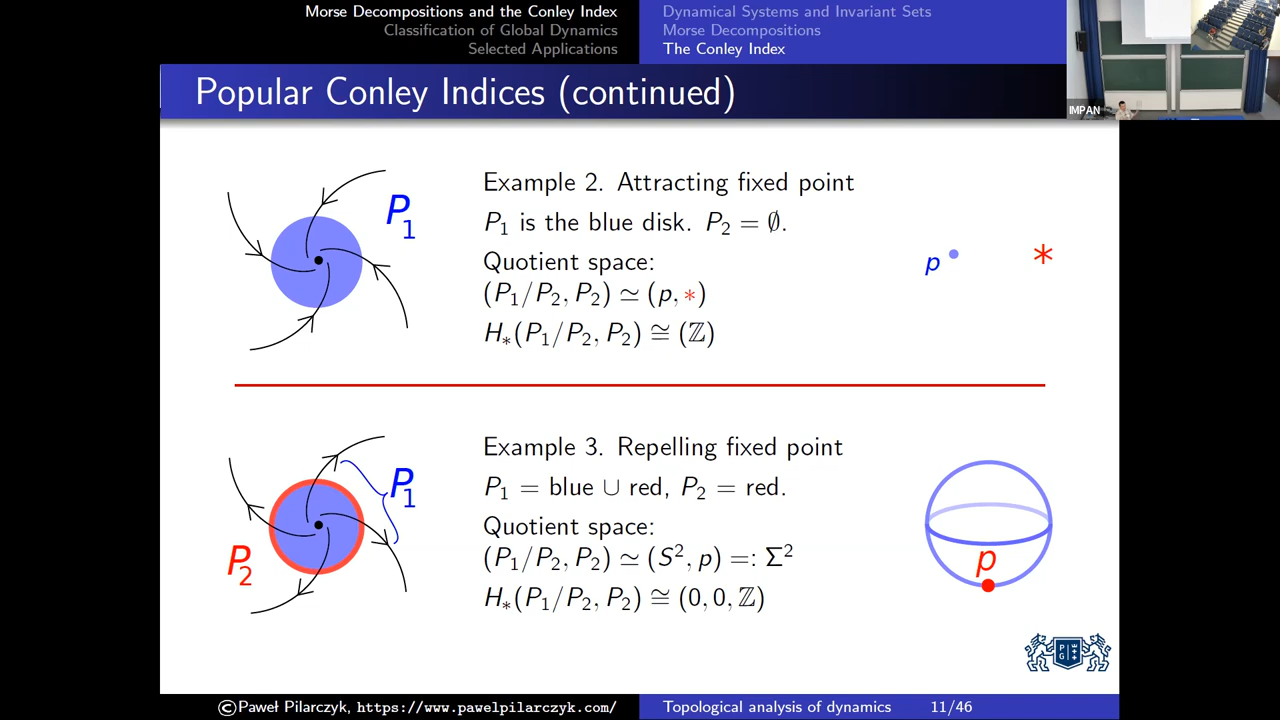 Morse Decompositions and the Conley Index
Classification of Global Dynamics
Selected Applications
Dynamical Systems and Invariant Sets
Morse Decompositions
The Conley Index
IMPAN
Popular Conley Indices (continued)
P₁
Example 2. Attracting fixed point
P₁ is the blue disk. P₂ = ∅.
Quotient space:
(P₁/P₂, P₂) ≃ (p, *)
H₍*₎(P₁/P₂, P₂) ≅ (ℤ)
p
*
P₁
P₂
Example 3. Repelling fixed point
P₁ = blue ∪ red, P₂ = red.
Quotient space:
(P₁/P₂, P₂) ≃ (S², p) =: Σ²
H₍*₎(P₁/P₂, P₂) ≅ (0, 0, ℤ)
p
P G
© Paweł Pilarczyk, https://www.pawelpilarczyk.com/
Topological analysis of dynamics
11/46